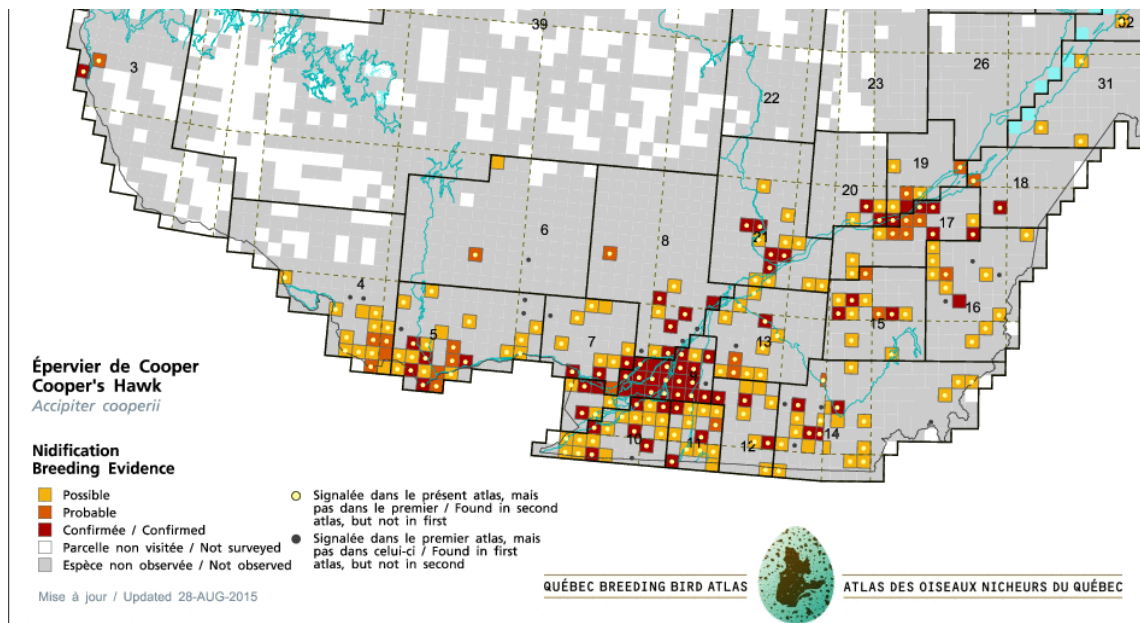 39
32
3
26
31
23
22
19
20
18
17
6
8
21
4
16
5
7
13
15
9
10
11
12
14
Épervier de Cooper
Cooper's Hawk
Accipiter cooperii
Nidification
Breeding Evidence
Possible
Probable
Confirmée / Confirmed
Parcelle non visitée / Not surveyed
Espèce non observée / Not observed
Signalée dans le présent atlas, mais
pas dans le premier / Found in second
atlas, but not in first
Signalée dans le premier atlas, mais
pas dans celui-ci / Found in first
atlas, but not in second
Mise à jour / Updated 28-AUG-2015
QUÉBEC BREEDING BIRD ATLAS
ATLAS DES OISEAUX NICHEURS DU QUÉBEC